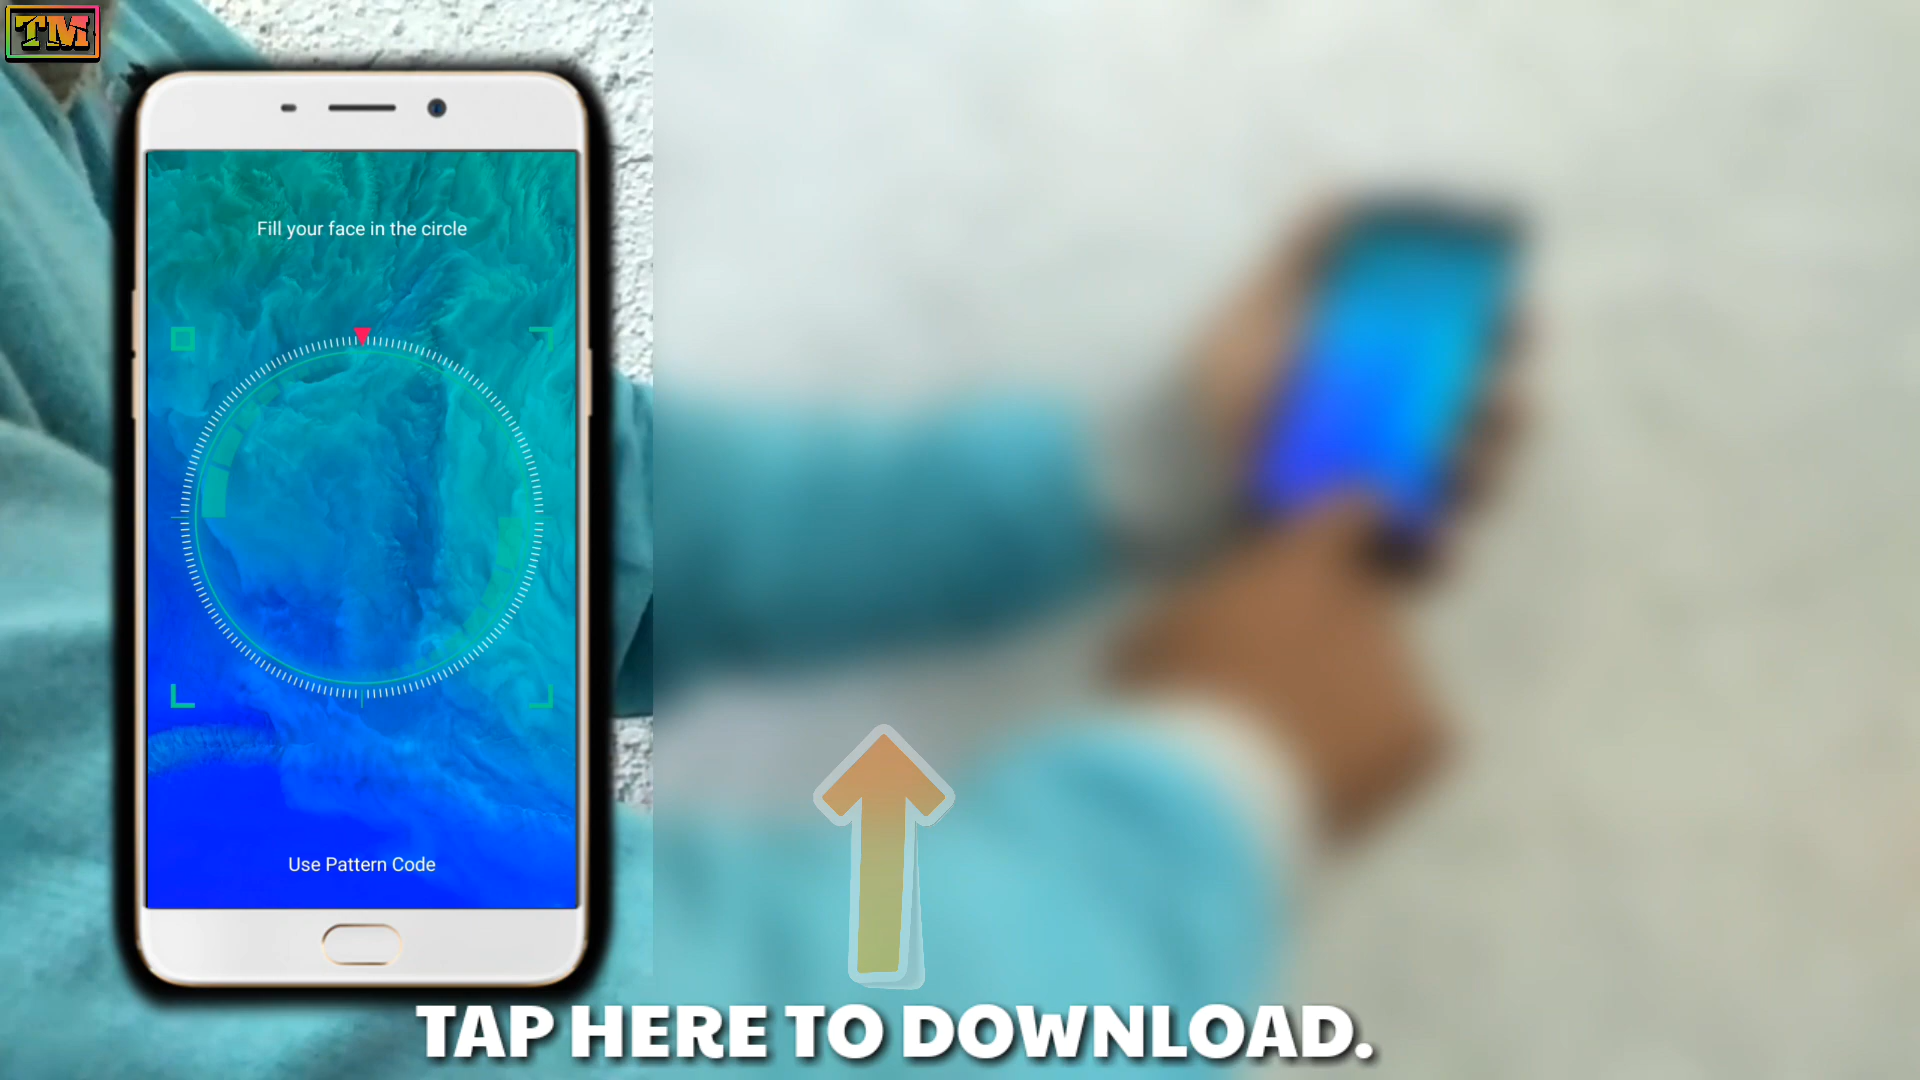 TM
Fill your face in the circle
Use Pattern Code
TAP HERE TO DOWNLOAD.